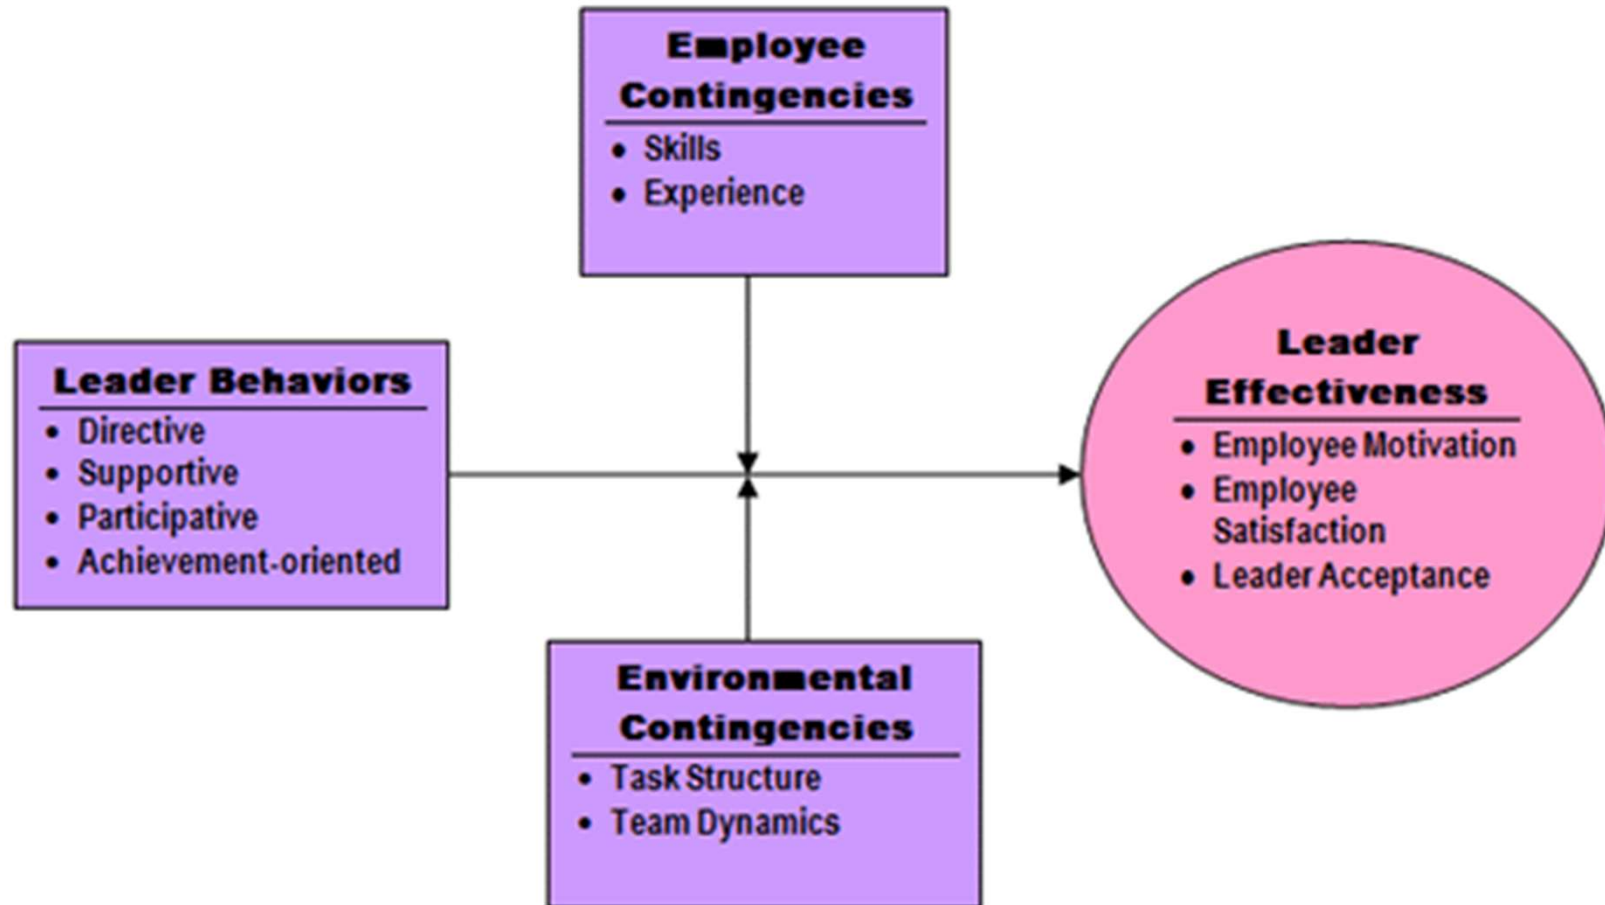 Employee
Contingencies
• Skills
• Experience
Leader Behaviors
• Directive
• Supportive
• Participative
• Achievement-oriented
Leader
Effectiveness
• Employee Motivation
• Employee
Satisfaction
• Leader Acceptance
Environmental
Contingencies
• Task Structure
• Team Dynamics